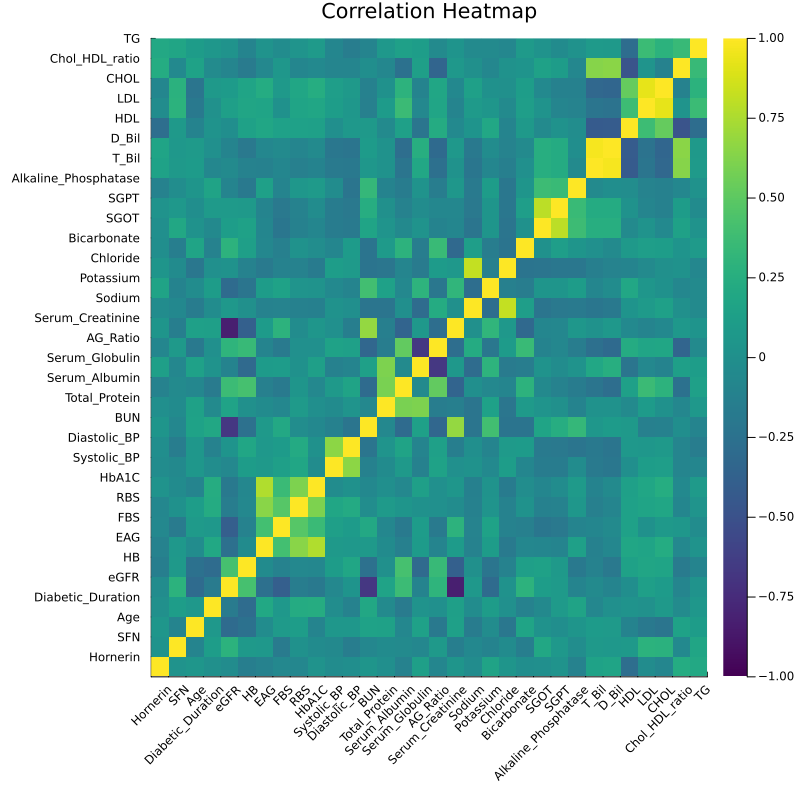 Correlation Heatmap
TG
Chol_HDL_ratio
CHOL
LDL
HDL
D_Bil
T_Bil
Alkaline_Phosphatase
SGPT
SGOT
Bicarbonate
Chloride
Potassium
Sodium
Serum_Creatinine
AG_Ratio
Serum_Globulin
Serum_Albumin
Total_Protein
BUN
Diastolic_BP
Systolic_BP
HbA1C
RBS
FBS
EAG
HB
eGFR
Diabetic_Duration
Age
SFN
Hornerin
Hornerin
SFN
Age
Diabetic_Duration
eGFR
HB
EAG
FBS
RBS
HbA1C
Systolic_BP
Diastolic_BP
BUN
Total_Protein
Serum_Albumin
Serum_Globulin
AG_Ratio
Serum_Creatinine
Sodium
Potassium
Chloride
Bicarbonate
SGOT
SGPT
Alkaline_Phosphatase
T_Bil
D_Bil
HDL
LDL
CHOL
Chol_HDL_ratio
TG
1.00
0.75
0.50
0.25
0
−0.25
−0.50
−0.75
−1.00